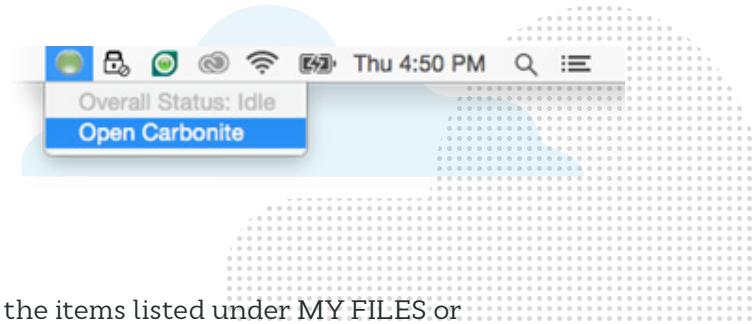 Thu 4:50 PM
Overall Status: Idle
Open Carbonite
the items listed under MY FILES or